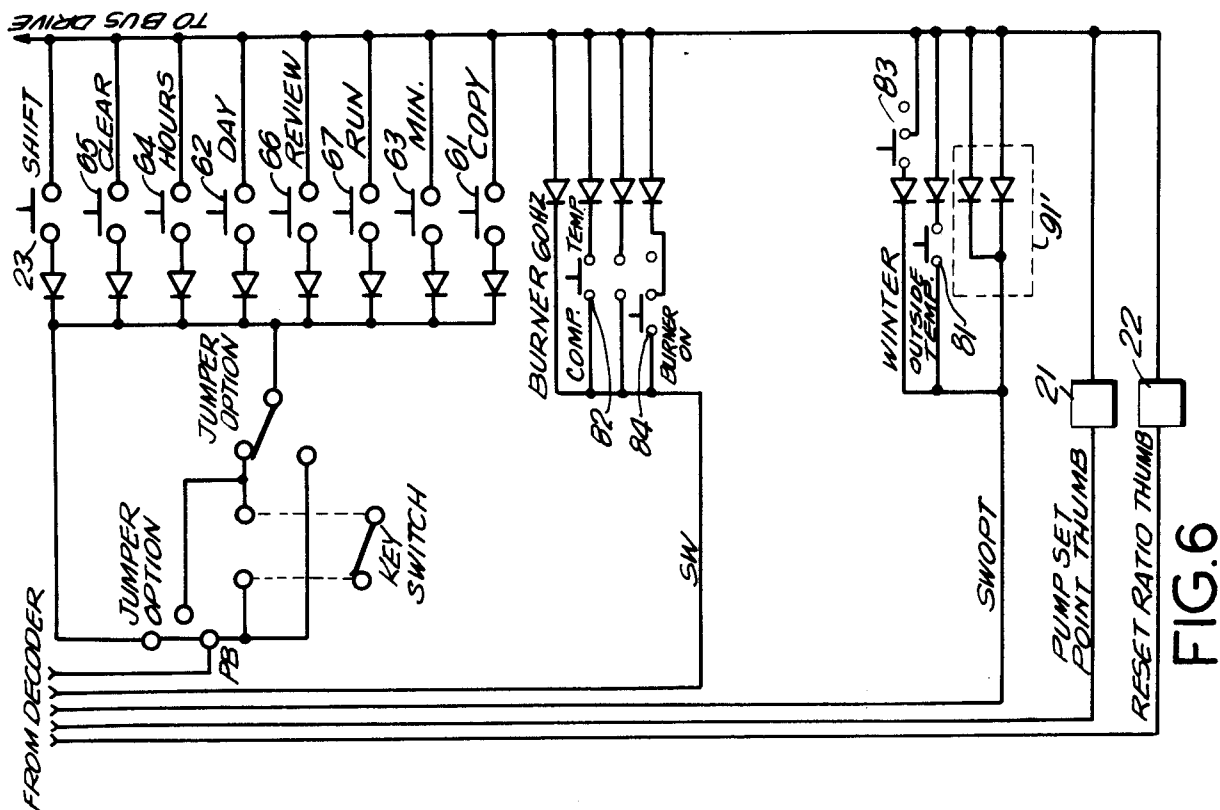 TO BUS DRIVE
23
SHIFT
65
CLEAR
64
HOURS
62
DAY
66
REVIEW
67
RUN
63
MIN.
61
COPY
JUMPER
OPTION
JUMPER
OPTION
KEY
SWITCH
PB
FROM DECODER
BURNER 60HZ
COMP.
TEMP.
82
84
BURNER
ON
SW
WINTER
83
OUTSIDE
TEMP.
81
91'
SWOPT
PUMP SET
POINT THUMB
21
RESET RATIO THUMB
22
FIG.6